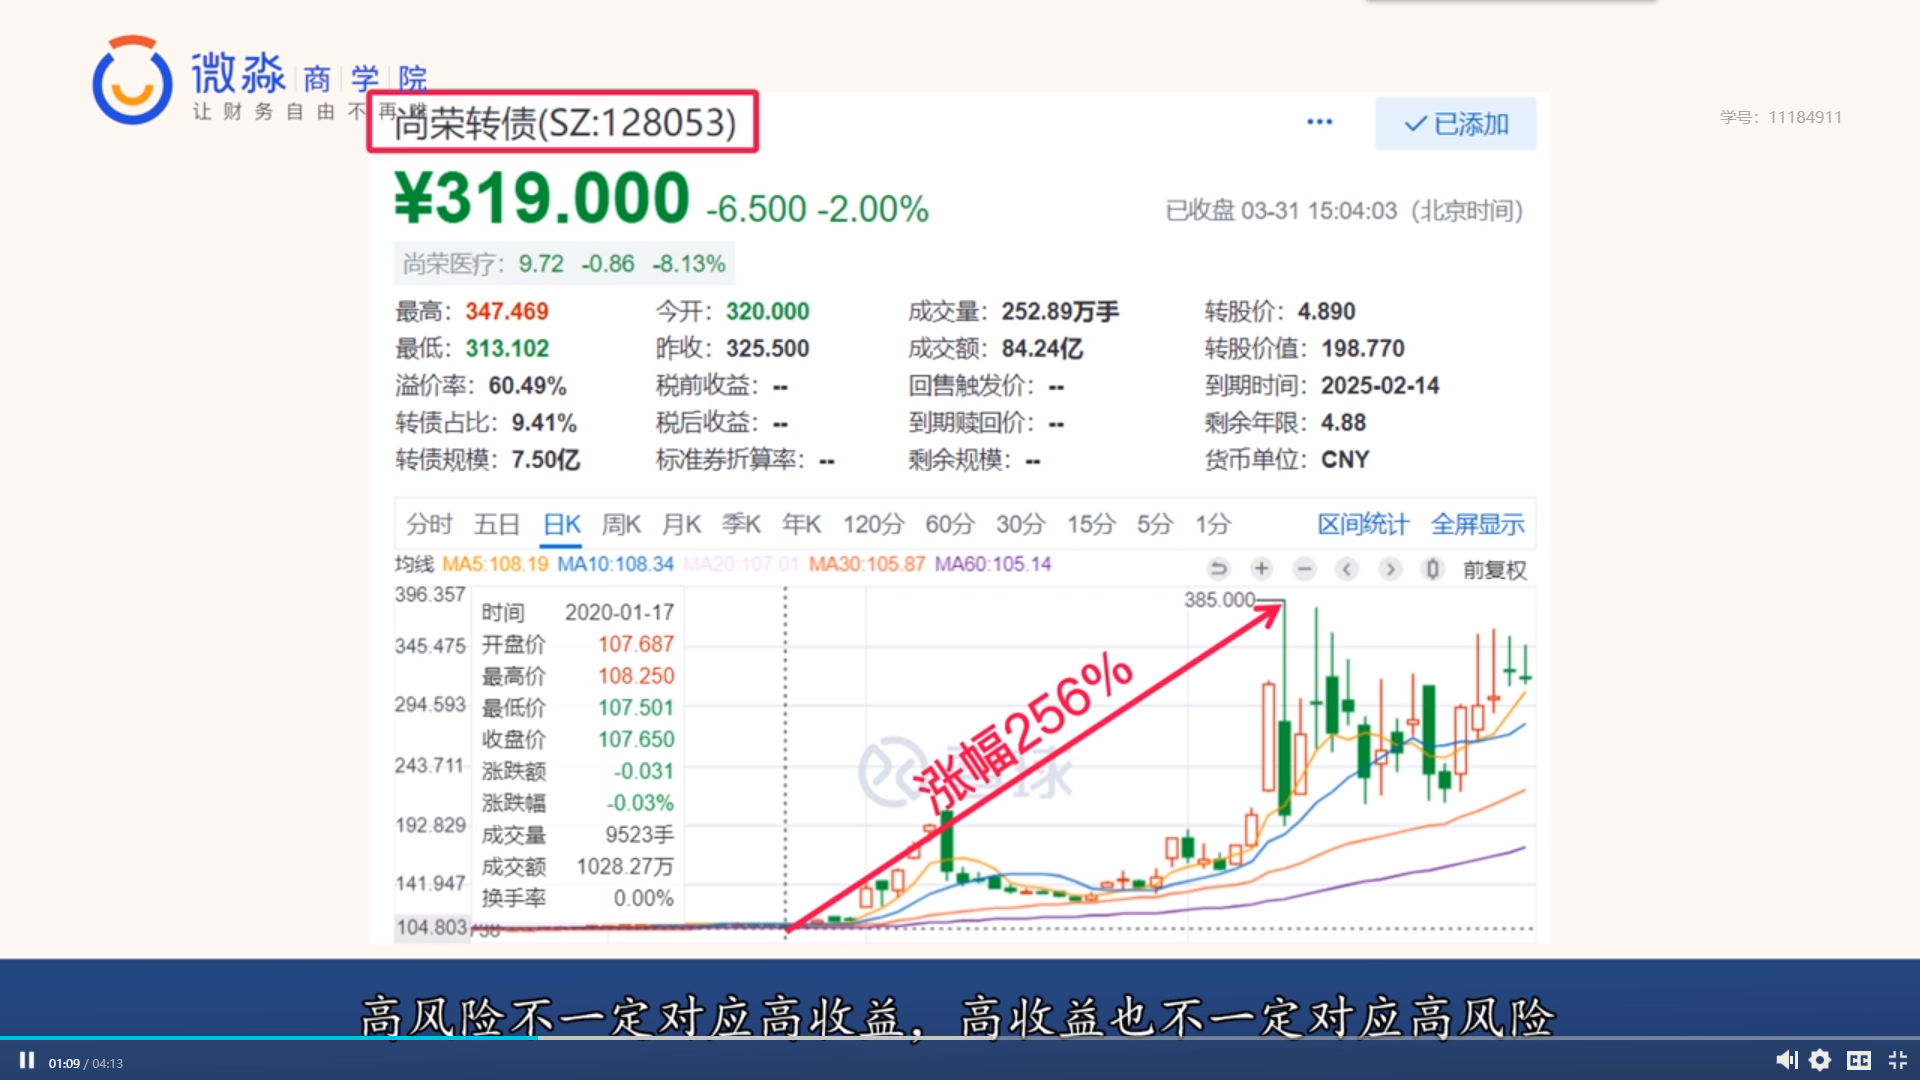 微淼 商 学 院
让财务自由不再难
尚荣转债(SZ:128053)
··· 已添加
学号：11184911
¥319.000 -6.500 -2.00%
已收盘 03-31 15:04:03（北京时间）
尚荣医疗：9.72 -0.86 -8.13%
最高：347.469 今开：320.000 成交量：252.89万手 转股价：4.890
最低：313.102 昨收：325.500 成交额：84.24亿 转股价值：198.770
溢价率：60.49% 税前收益：-- 回售触发价：-- 到期时间：2025-02-14
转债占比：9.41% 税后收益：-- 到期赎回价：-- 剩余年限：4.88
转债规模：7.50亿 标准券折算率：-- 剩余规模：-- 货币单位：CNY
分时 五日 日K 周K 月K 季K 年K 120分 60分 30分 15分 5分 1分 区间统计 全屏显示
均线 MA5:108.19 MA10:108.34 MA20:107.01 MA30:105.87 MA60:105.14 前复权
396.357
345.475
294.593
243.711
192.829
141.947
104.803
时间 2020-01-17
开盘价 107.687
最高价 108.250
最低价 107.501
收盘价 107.650
涨跌额 -0.031
涨跌幅 -0.03%
成交量 9523手
成交额 1028.27万
换手率 0.00%
385.000
涨幅256%
高风险不一定对应高收益，高收益也不一定对应高风险
01:09 / 04:13
CC